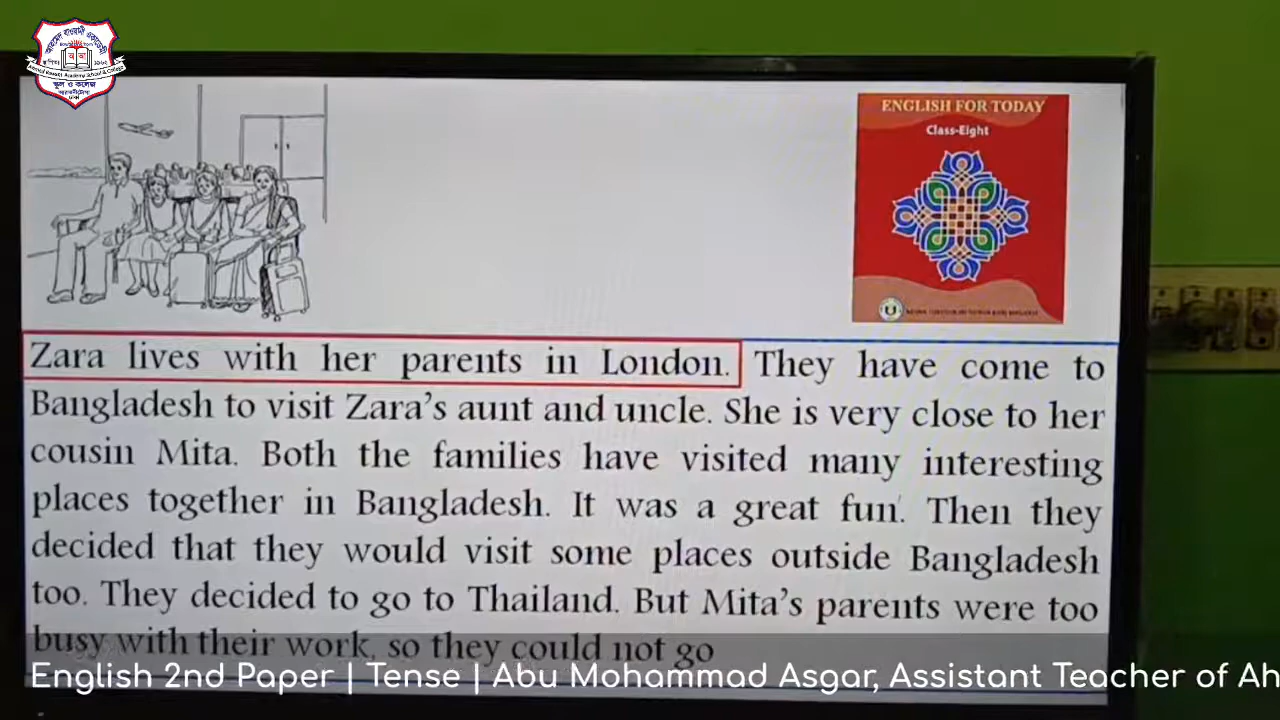 ENGLISH FOR TODAY
Class-Eight
Zara lives with her parents in London. They have come to
Bangladesh to visit Zara's aunt and uncle. She is very close to her
cousin Mita. Both the families have visited many interesting
places together in Bangladesh. It was a great fun. Then they
decided that they would visit some places outside Bangladesh
too. They decided to go to Thailand. But Mita's parents were too
busy with their work, so they could not go
English 2nd Paper | Tense | Abu Mohammad Asgar, Assistant Teacher of Ah